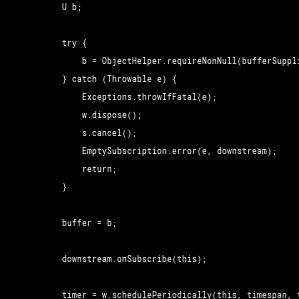 U b;
try {
b = ObjectHelper.requireNonNull(bufferSuppli
} catch (Throwable e) {
Exceptions.throwIfFatal(e);
w.dispose();
s.cancel();
EmptySubscription.error(e, downstream);
return;
}
buffer = b;
downstream.onSubscribe(this);
timer = w.schedulePeriodically(this, timespan, t